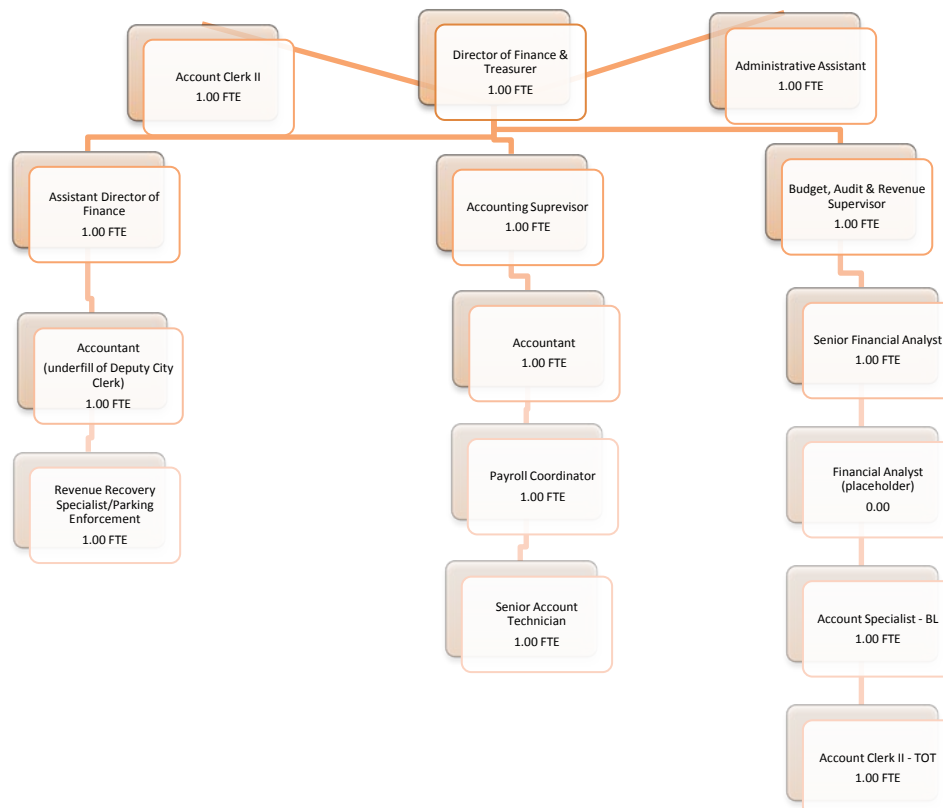 Account Clerk II
1.00 FTE
Director of Finance &
Treasurer
1.00 FTE
Administrative Assistant
1.00 FTE
Assistant Director of
Finance
1.00 FTE
Accounting Suprevisor
1.00 FTE
Budget, Audit & Revenue
Supervisor
1.00 FTE
Accountant
(underfill of Deputy City
Clerk)
1.00 FTE
Accountant
1.00 FTE
Senior Financial Analyst
1.00 FTE
Revenue Recovery
Specialist/Parking
Enforcement
1.00 FTE
Payroll Coordinator
1.00 FTE
Financial Analyst
(placeholder)
0.00
Senior Account
Technician
1.00 FTE
Account Specialist - BL
1.00 FTE
Account Clerk II - TOT
1.00 FTE